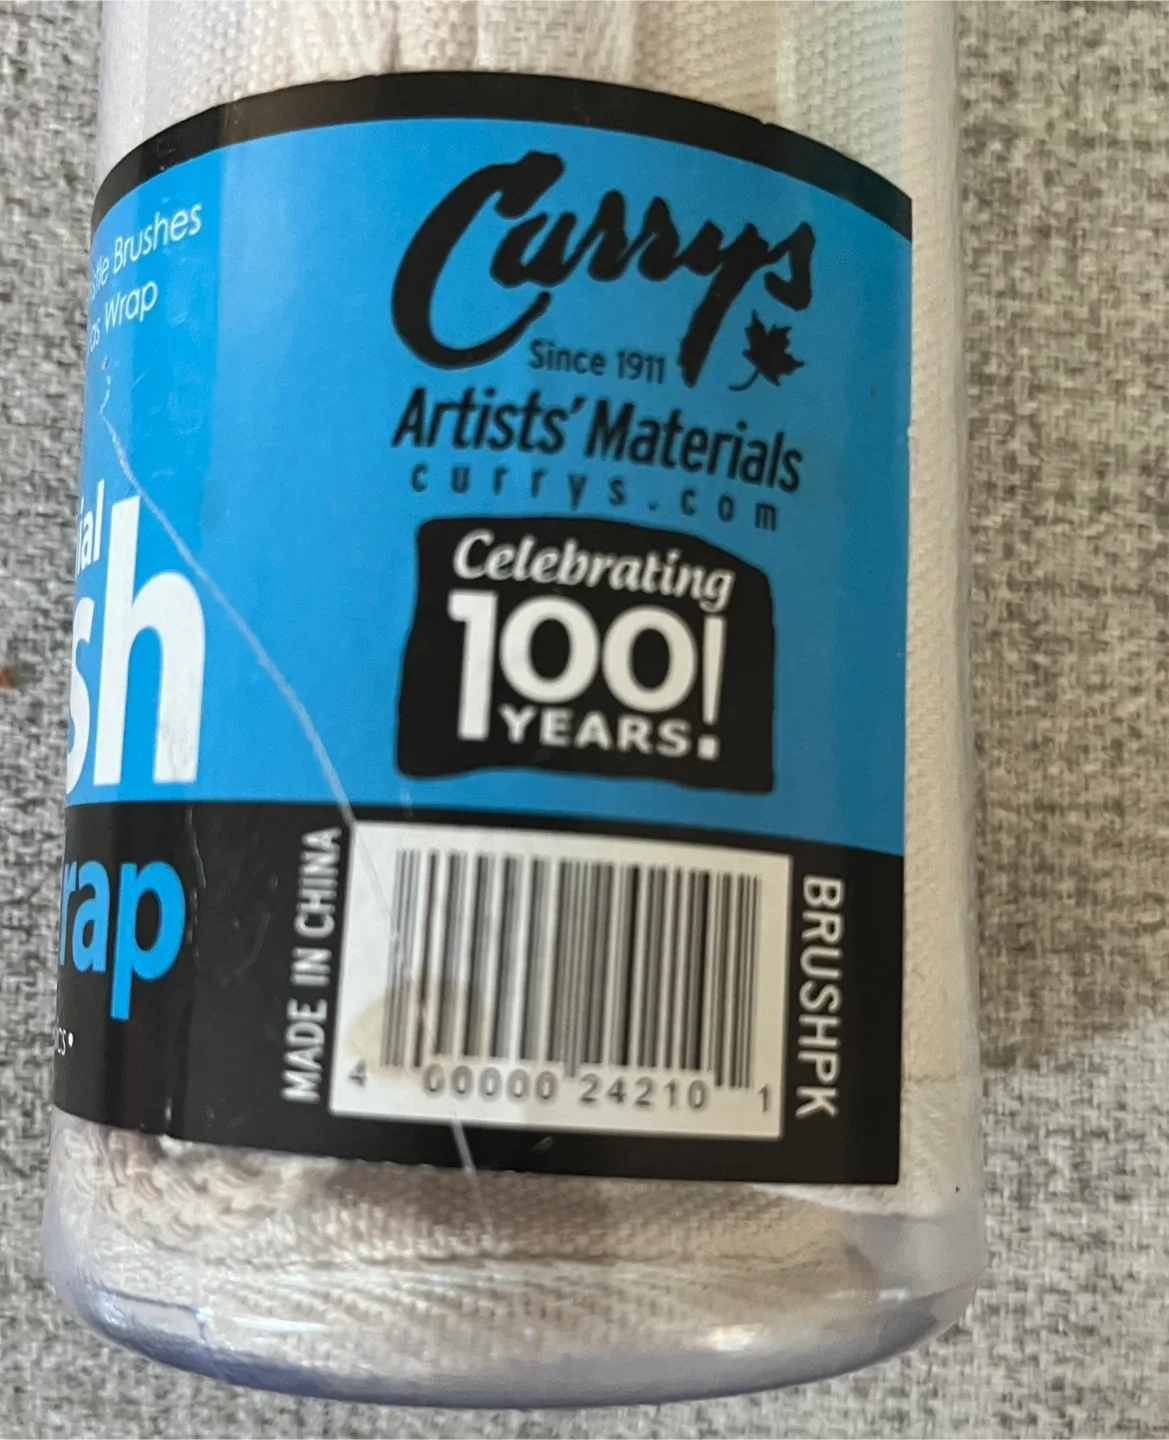 Brushes
Wrap
Currys
Since 1911
Artists' Materials
currys.com
Celebrating
100!
YEARS
sh
rap
MADE IN CHINA
BRUSHPK
4 00000 24210 1